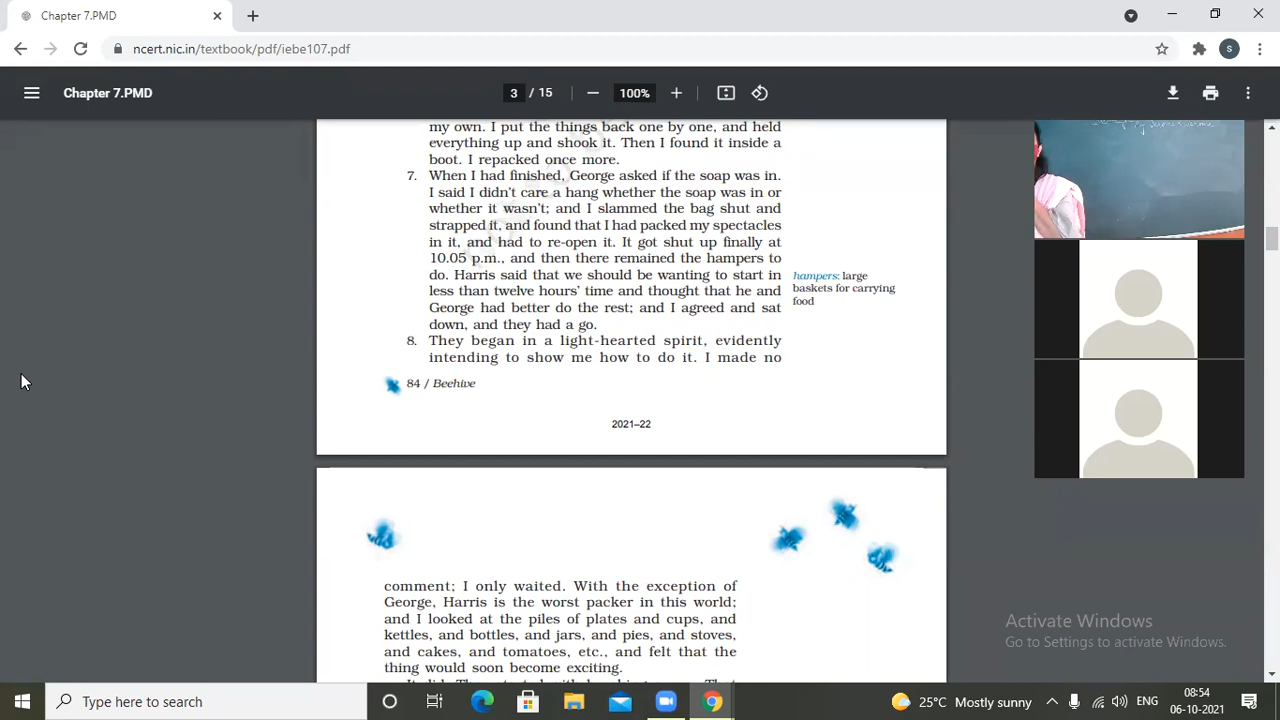 Chapter 7.PMD
ncert.nic.in/textbook/pdf/iebe107.pdf
S
Chapter 7.PMD
3 / 15
100%
my own. I put the things back one by one, and held
everything up and shook it. Then I found it inside a
boot. I repacked once more.
7. When I had finished, George asked if the soap was in.
I said I didn't care a hang whether the soap was in or
whether it wasn't; and I slammed the bag shut and
strapped it, and found that I had packed my spectacles
in it, and had to re-open it. It got shut up finally at
10.05 p.m., and then there remained the hampers to
do. Harris said that we should be wanting to start in
less than twelve hours' time and thought that he and
George had better do the rest; and I agreed and sat
down, and they had a go.
hampers: large
baskets for carrying
food
8. They began in a light-hearted spirit, evidently
intending to show me how to do it. I made no
84 / Beehive
2021–22
comment; I only waited. With the exception of
George, Harris is the worst packer in this world;
and I looked at the piles of plates and cups, and
kettles, and bottles, and jars, and pies, and stoves,
and cakes, and tomatoes, etc., and felt that the
thing would soon become exciting.
Activate Windows
Go to Settings to activate Windows.
Type here to search
25°C Mostly sunny
ENG
08:54
06-10-2021